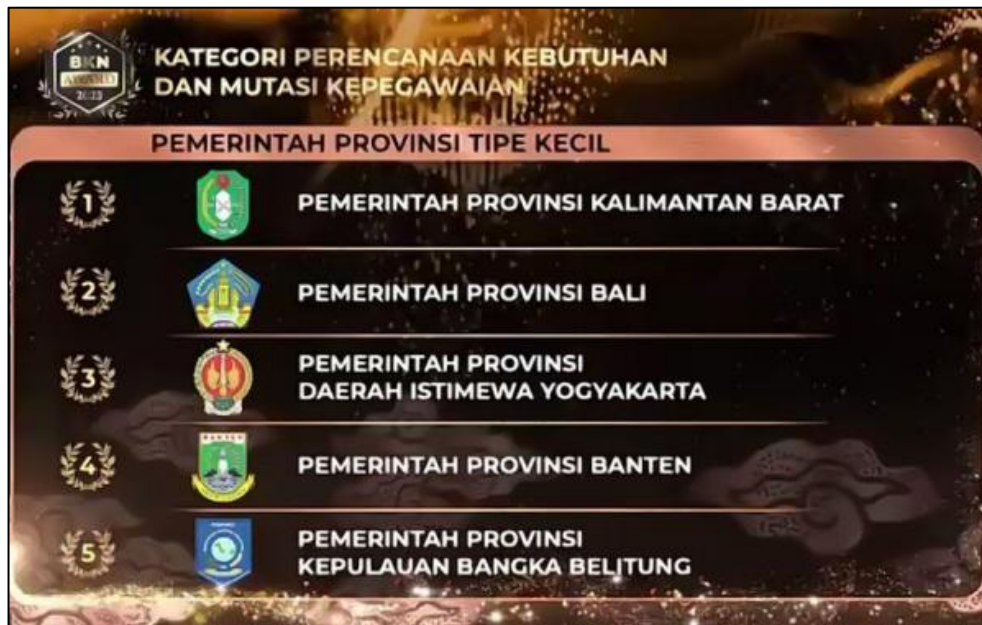 BKN
AWARD
2023
KATEGORI PERENCANAAN KEBUTUHAN
DAN MUTASI KEPEGAWAIAN
PEMERINTAH PROVINSI TIPE KECIL
1
PEMERINTAH PROVINSI KALIMANTAN BARAT
2
PEMERINTAH PROVINSI BALI
3
PEMERINTAH PROVINSI
DAERAH ISTIMEWA YOGYAKARTA
4
BANTEN
PEMERINTAH PROVINSI BANTEN
5
PEMERINTAH PROVINSI
KEPULAUAN BANGKA BELITUNG